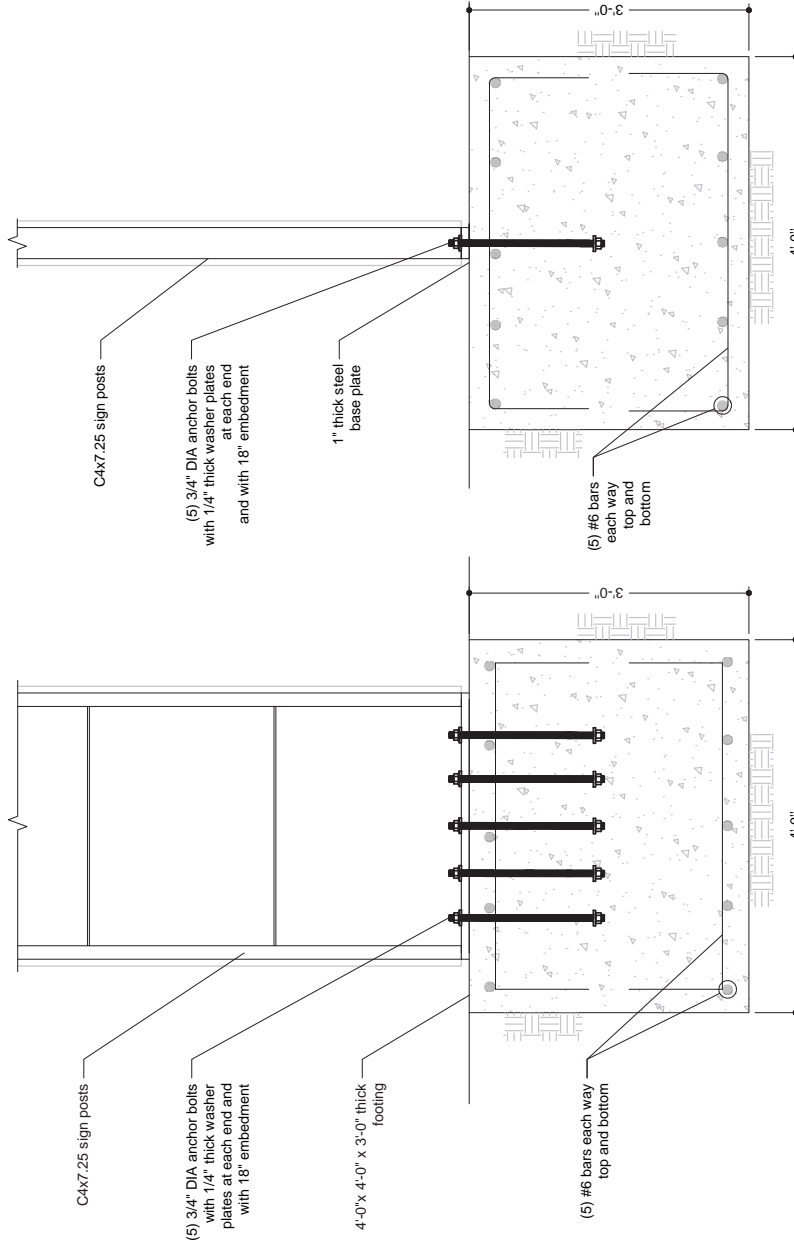 C4x7.25 sign posts
(5) 3/4" DIA anchor bolts
with 1/4" thick washer
plates at each end and
with 18" embedment
4'-0"x 4'-0" x 3'-0" thick
footing
(5) #6 bars each way
top and bottom
3'-0"
4'-0"
C4x7.25 sign posts
(5) 3/4" DIA anchor bolts
with 1/4" thick washer plates
at each end
and with 18" embedment
1" thick steel
base plate
(5) #6 bars
each way
top and
bottom
3'-0"
4'-0"